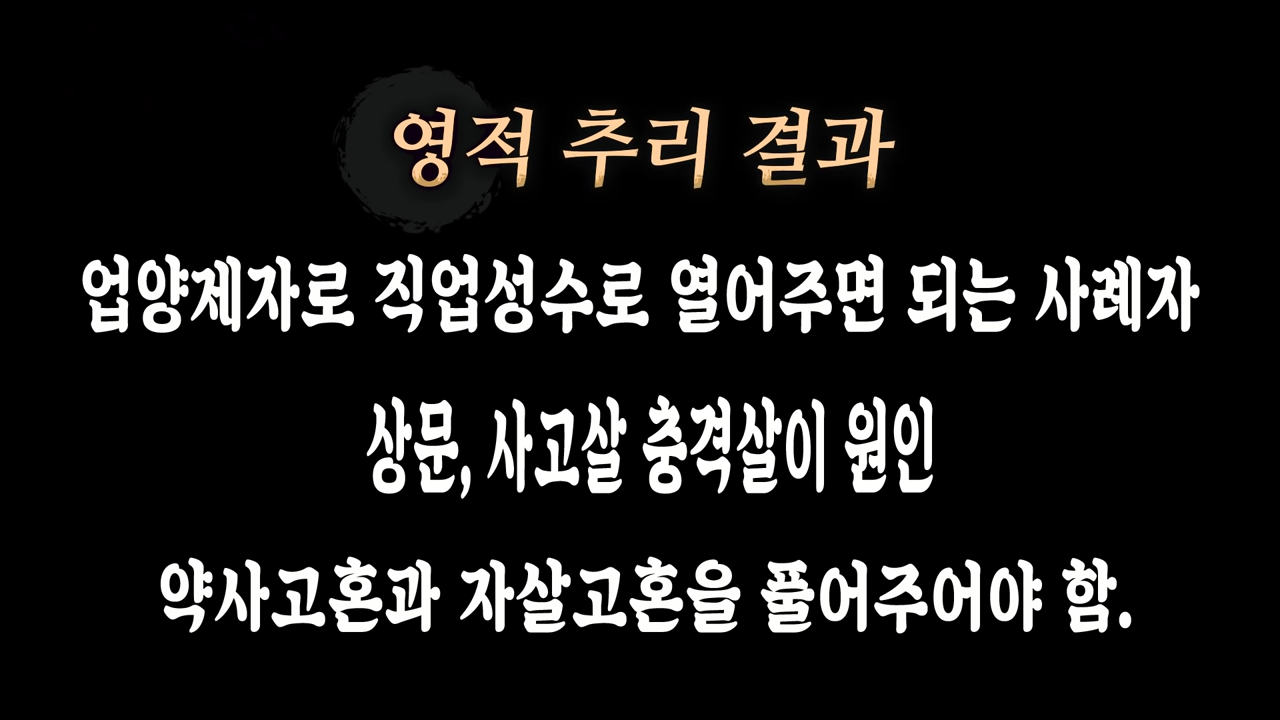 영적 추리 결과
업양제자로 직업성수로 열어주면 되는 사례자
상문, 사고살 충격살이 원인
약사고혼과 자살고혼을 풀어주어야 함.